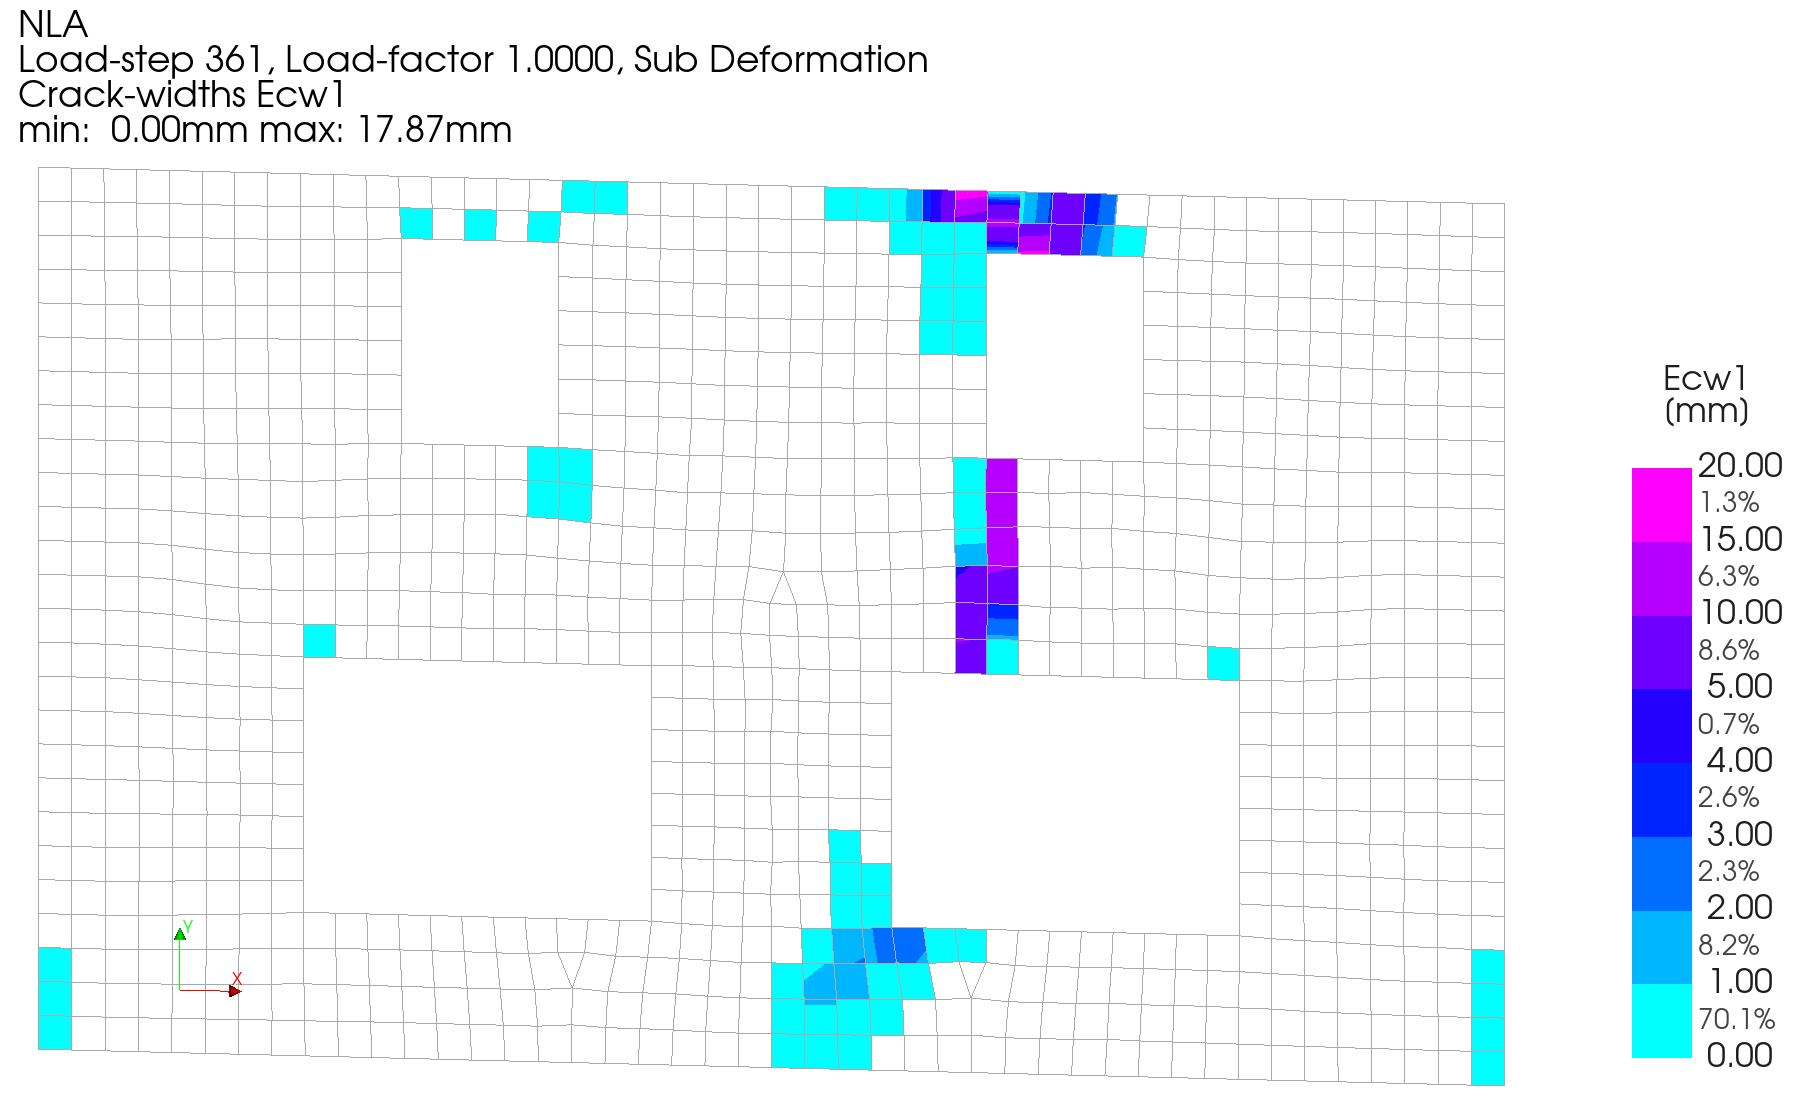 NLA
Load-step 361, Load-factor 1.0000, Sub Deformation
Crack-widths Ecw1
min:  0.00mm max: 17.87mm
Ecw1
(mm)
20.00
1.3%
15.00
6.3%
10.00
8.6%
5.00
0.7%
4.00
2.6%
3.00
2.3%
2.00
8.2%
1.00
70.1%
0.00
Y
X